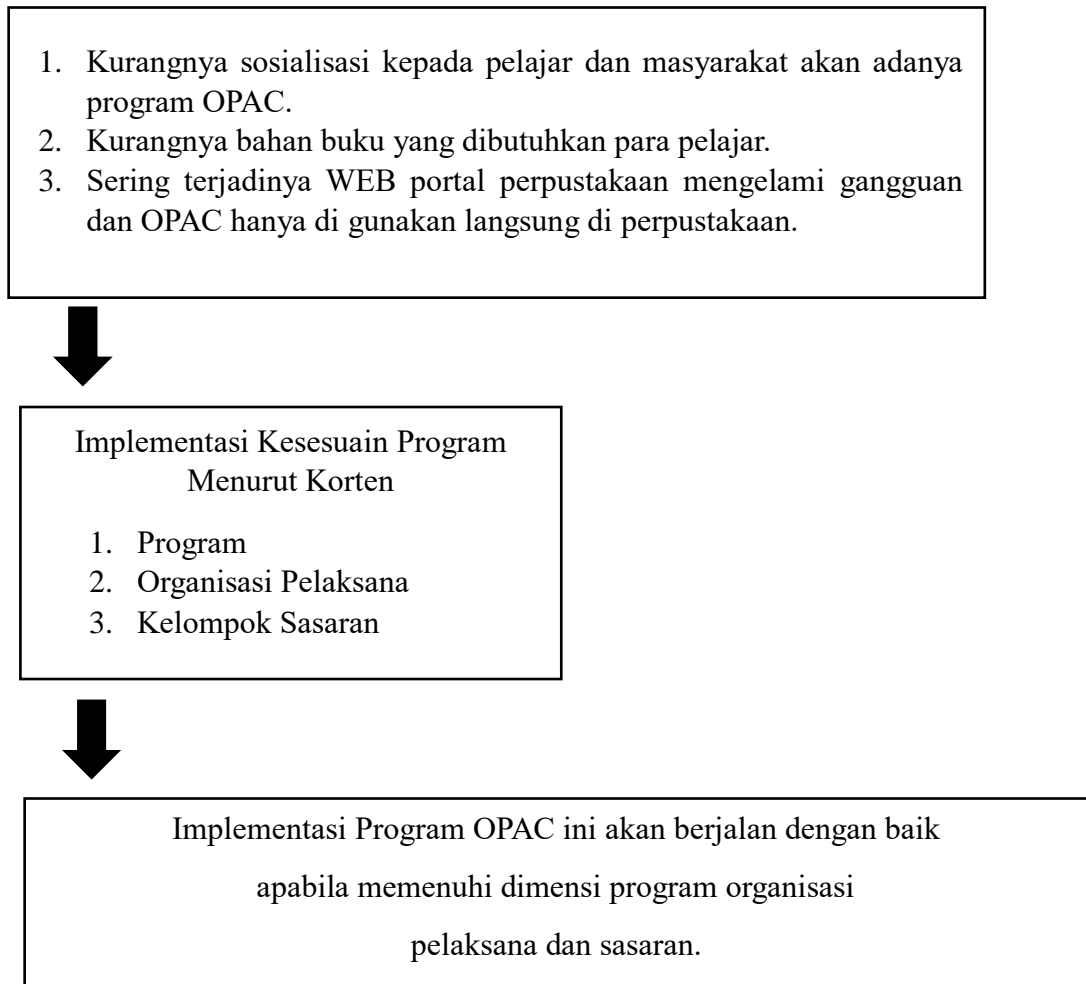 1. Kurangnya sosialisasi kepada pelajar dan masyarakat akan adanya
program OPAC.
2. Kurangnya bahan buku yang dibutuhkan para pelajar.
3. Sering terjadinya WEB portal perpustakaan mengelami gangguan
dan OPAC hanya di gunakan langsung di perpustakaan.
Implementasi Kesesuain Program
Menurut Korten
1. Program
2. Organisasi Pelaksana
3. Kelompok Sasaran
Implementasi Program OPAC ini akan berjalan dengan baik
apabila memenuhi dimensi program organisasi
pelaksana dan sasaran.